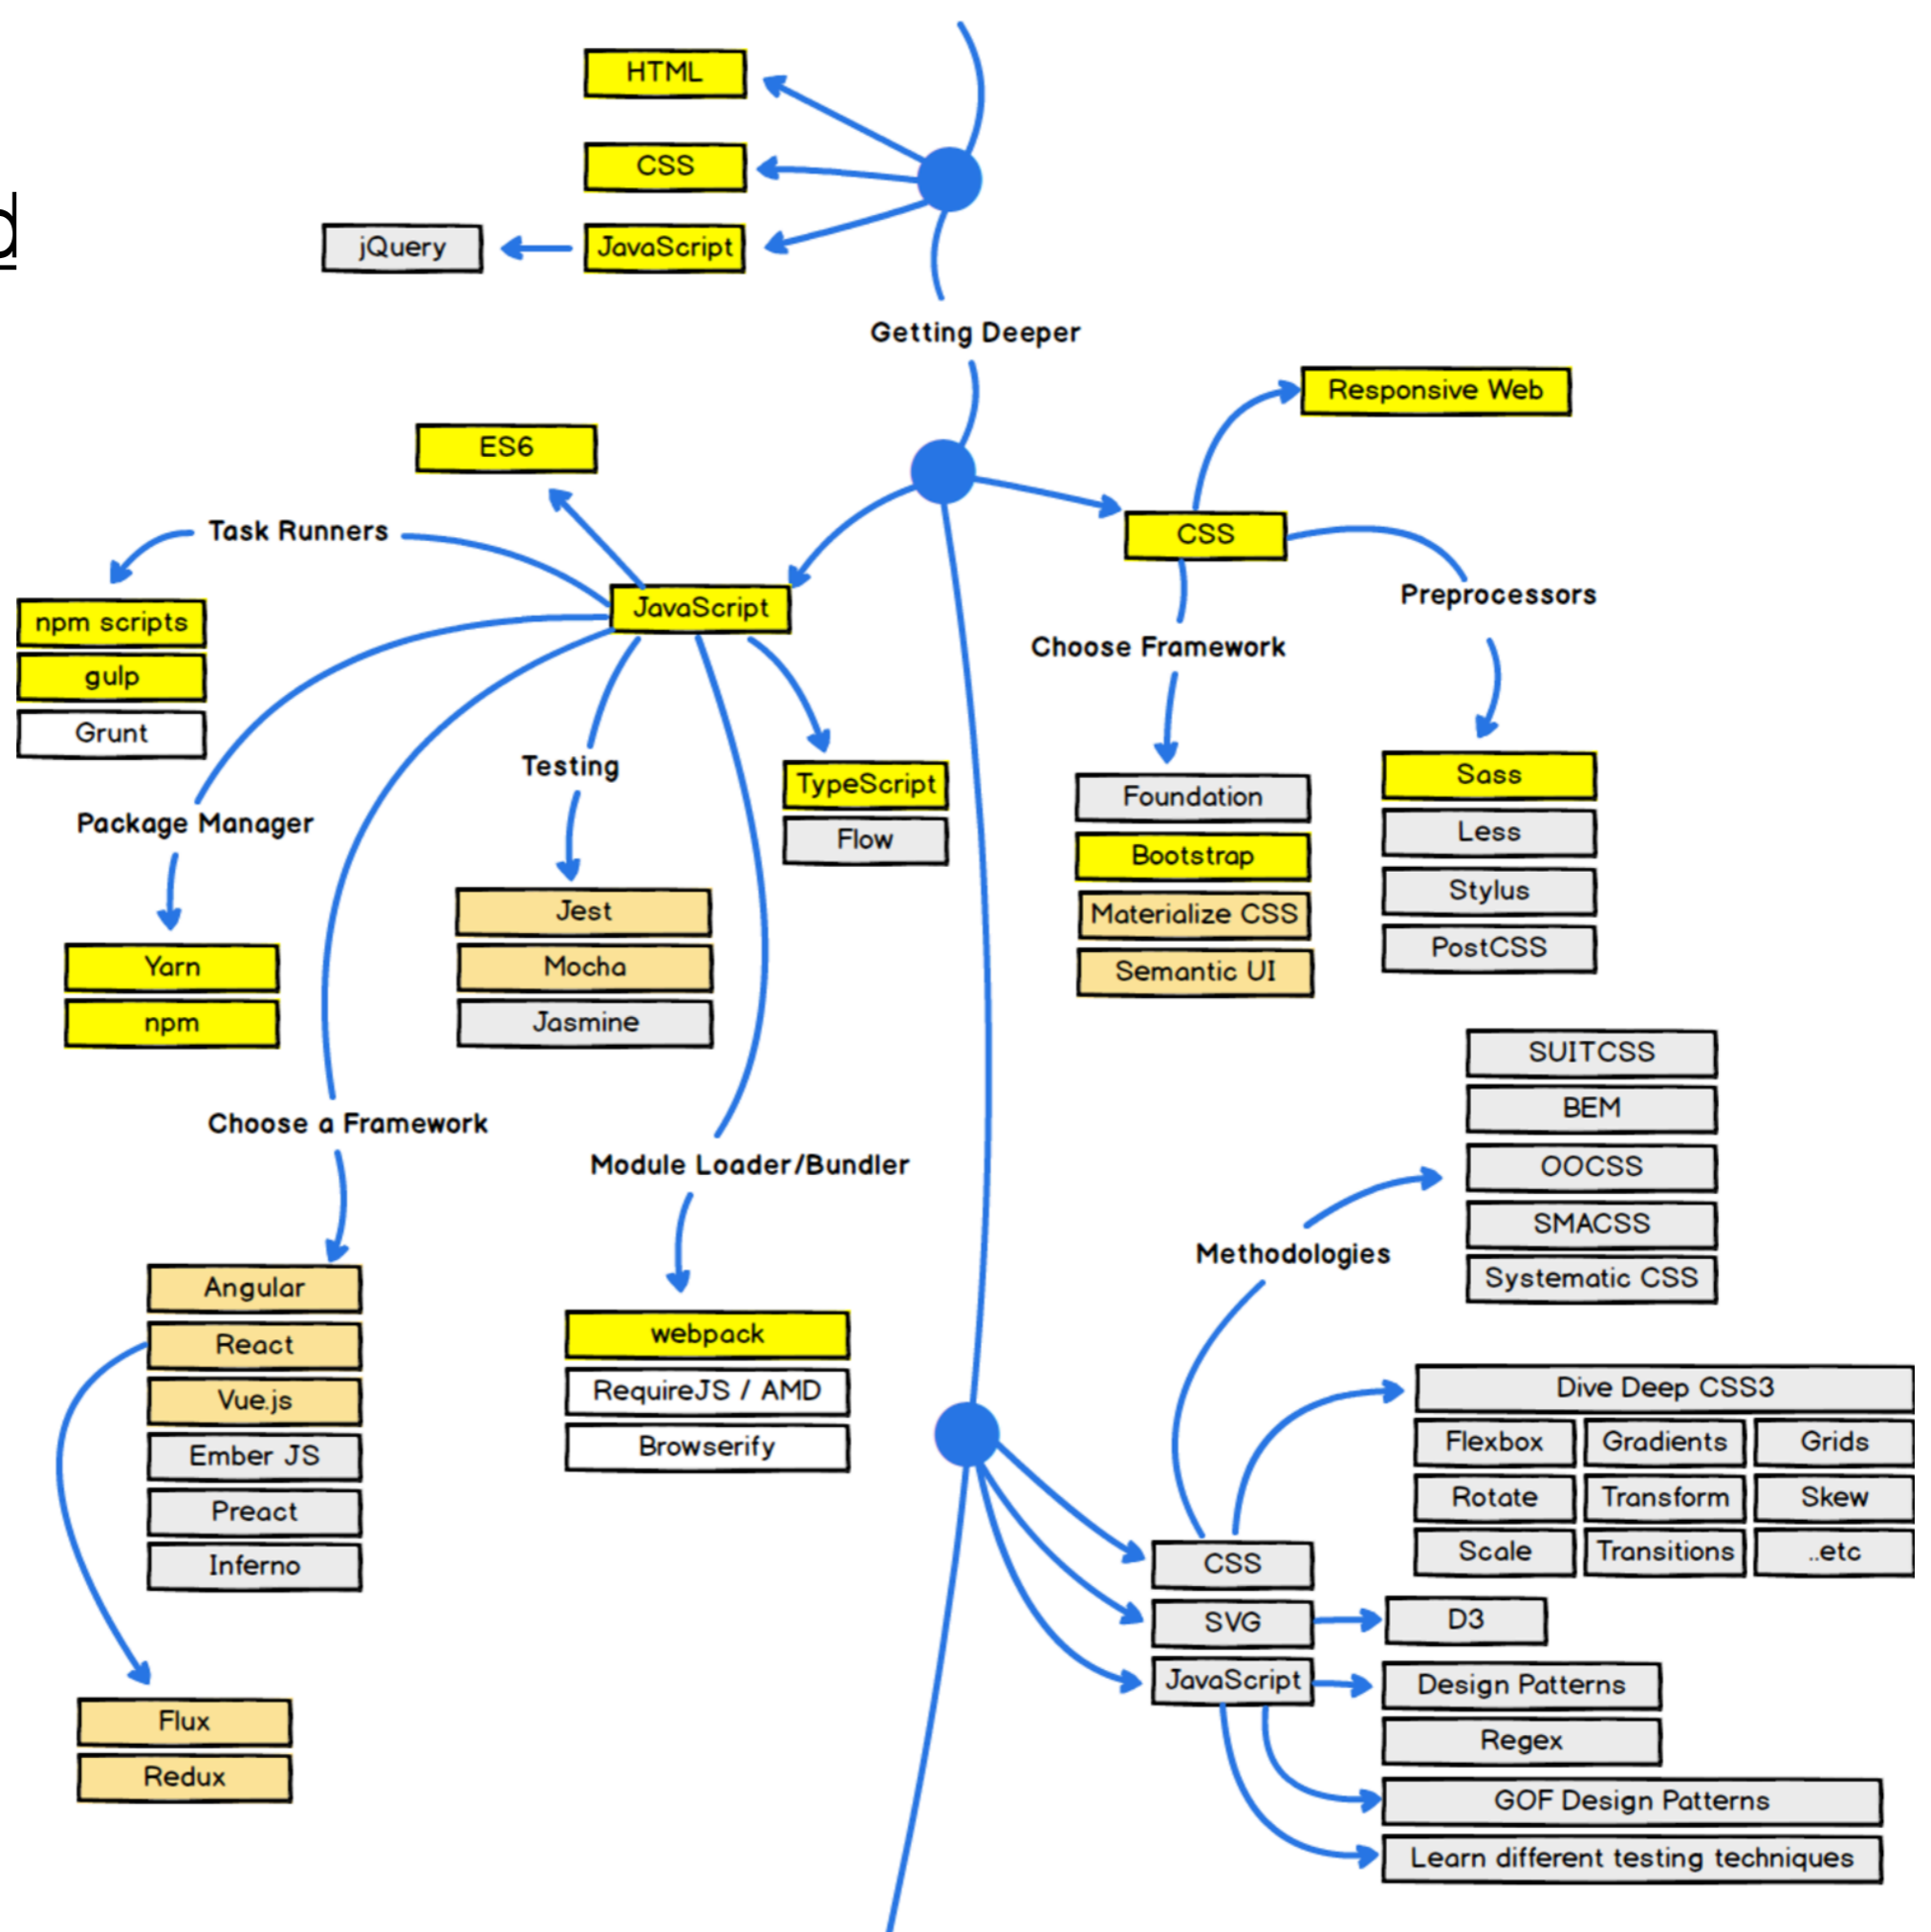 HTML
CSS
d
jQuery
JavaScript
Getting Deeper
Responsive Web
ES6
Task Runners
CSS
Preprocessors
npm scripts
gulp
Grunt
JavaScript
Choose Framework
Package Manager
Testing
TypeScript
Flow
Foundation
Bootstrap
Materialize CSS
Semantic UI
Sass
Less
Stylus
PostCSS
Yarn
npm
Jest
Mocha
Jasmine
SUITCSS
BEM
OOCSS
SMACSS
Systematic CSS
Choose a Framework
Module Loader/Bundler
Methodologies
Angular
React
Vue.js
Ember JS
Preact
Inferno
webpack
RequireJS / AMD
Browserify
Dive Deep CSS3
Flexbox Gradients Grids
Rotate Transform Skew
Scale Transitions ..etc
CSS
SVG
JavaScript
D3
Design Patterns
Regex
GOF Design Patterns
Learn different testing techniques
Flux
Redux